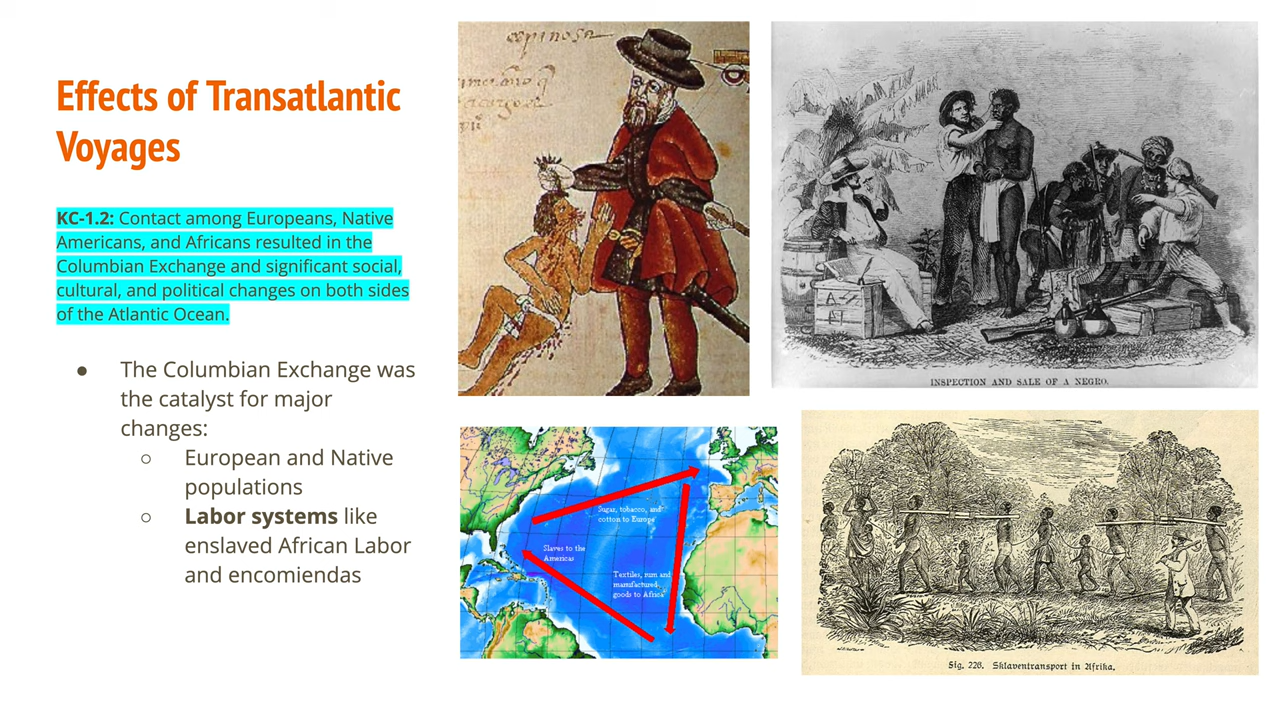 Effects of Transatlantic
Voyages
KC-1.2: Contact among Europeans, Native
Americans, and Africans resulted in the
Columbian Exchange and significant social,
cultural, and political changes on both sides
of the Atlantic Ocean.
● The Columbian Exchange was
the catalyst for major
changes:
○ European and Native
populations
○ Labor systems like
enslaved African Labor
and encomiendas
espinosa
INSPECTION AND SALE OF A NEGRO.
Sugar, tobacco, and
cotton to Europe
Slaves to the
Americas
Textiles, rum and
manufactured
goods to Africa
Fig. 226. Sklaventransport in Afrika.